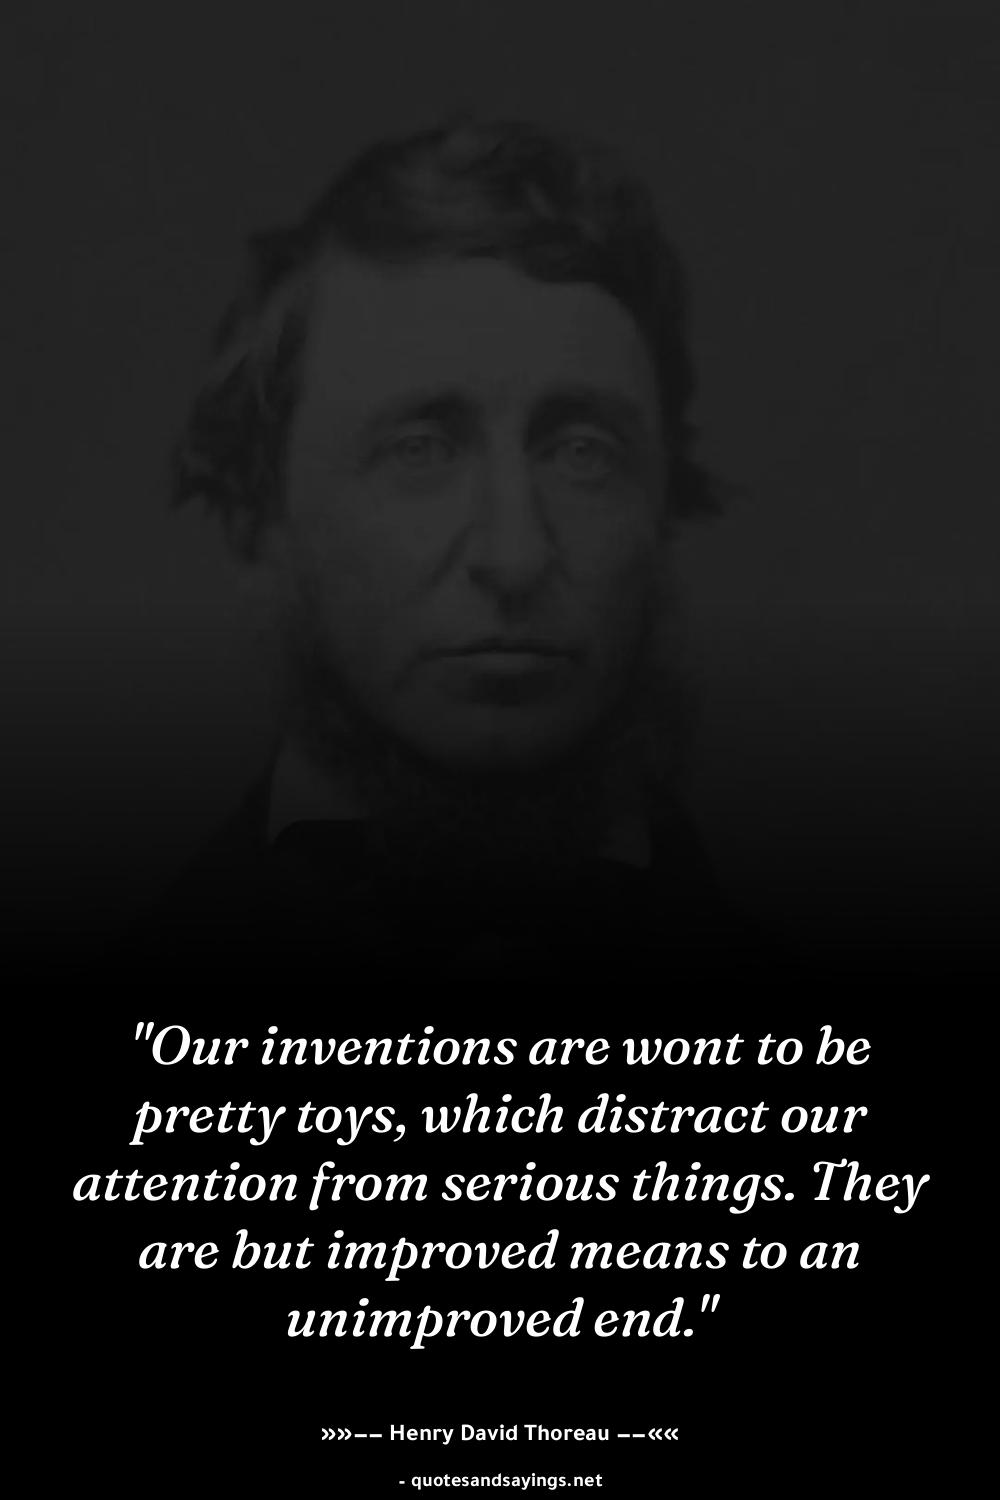 "Our inventions are wont to be
pretty toys, which distract our
attention from serious things. They
are but improved means to an
unimproved end."
»»–– Henry David Thoreau ––««
- quotesandsayings.net